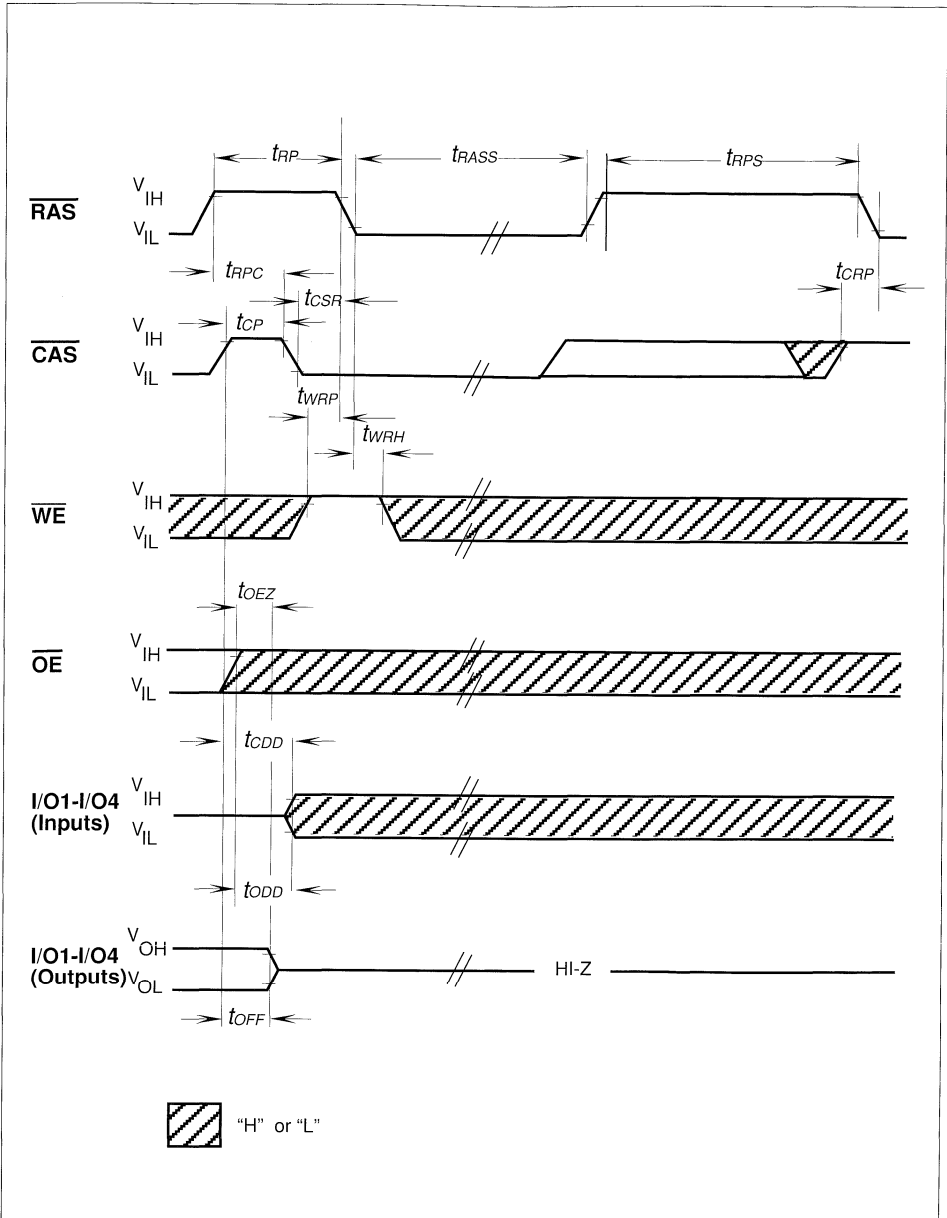 tRP
tRASS
tRPS
RAS
VIH
VIL
tRPC
tCSR
tCRP
tCP
CAS
VIH
VIL
tWRP
tWRH
WE
VIH
VIL
tOEZ
OE
VIH
VIL
tCDD
I/O1-I/O4
(Inputs)
VIH
VIL
tODD
I/O1-I/O4
(Outputs)
VOH
VOL
HI-Z
tOFF
“H” or “L”